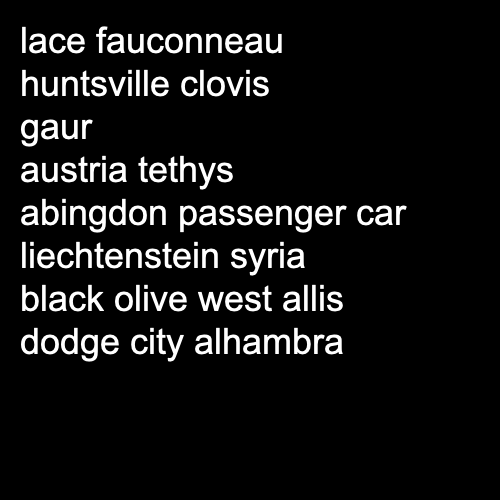 lace fauconneau
huntsville clovis
gaur
austria tethys
abingdon passenger car
liechtenstein syria
black olive west allis
dodge city alhambra